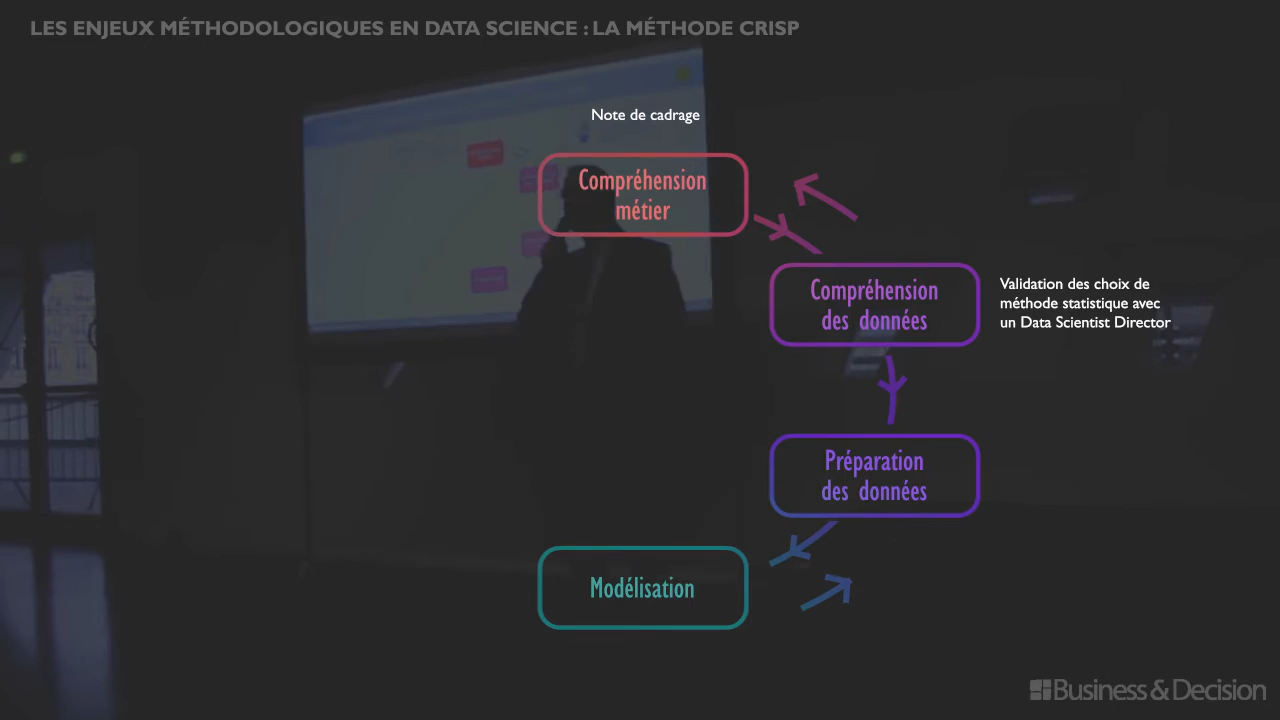 LES ENJEUX MÉTHODOLOGIQUES EN DATA SCIENCE : LA MÉTHODE CRISP
Note de cadrage
Compréhension
métier
Compréhension
des données
Validation des choix de
méthode statistique avec
un Data Scientist Director
Préparation
des données
Modélisation
Business & Decision